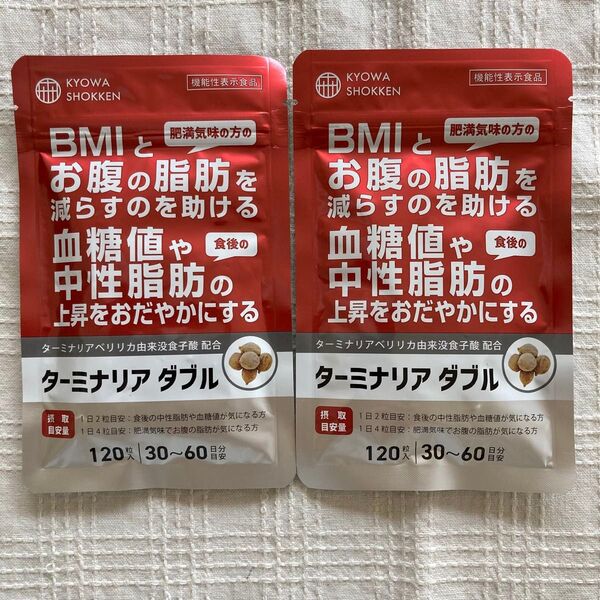 KYOWA
SHOKKEN
機能性表示食品
BMIと
肥満気味の方の
お腹の脂肪を
減らすのを助ける
血糖値や
食後の
中性脂肪の
上昇をおだやかにする
ターミナリアベリリカ由来没食子酸 配合
ターミナリア ダブル
摂取
目安量
1日2粒目安:食後の中性脂肪や血糖値が気になる方
1日4粒目安:肥満気味でお腹の脂肪が気になる方
120粒入 30〜60日分目安
KYOWA
SHOKKEN
機能性表示食品
BMIと
肥満気味の方の
お腹の脂肪を
減らすのを助ける
血糖値や
食後の
中性脂肪の
上昇をおだやかにする
ターミナリアベリリカ由来没食子酸 配合
ターミナリア ダブル
摂取
目安量
1日2粒目安:食後の中性脂肪や血糖値が気になる方
1日4粒目安:肥満気味でお腹の脂肪が気になる方
120粒入 30〜60日分目安